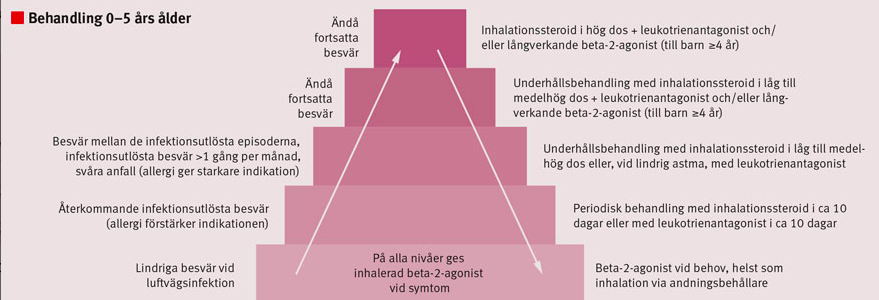 Behandling 0–5 års ålder
Ändå
fortsatta
besvär
Inhalationssteroid i hög dos + leukotrienantagonist och/
eller långverkande beta-2-agonist (till barn ≥4 år)
Ändå
fortsatta
besvär
Underhållsbehandling med inhalationssteroid i låg till
medelhög dos + leukotrienantagonist och/eller lång-
verkande beta-2-agonist (till barn ≥4 år)
Besvär mellan de infektionsutlösta episoderna,
infektionsutlösta besvär >1 gång per månad,
svåra anfall (allergi ger starkare indikation)
Underhållsbehandling med inhalationssteroid i låg till medel-
hög dos eller, vid lindrig astma, med leukotrienantagonist
Återkommande infektionsutlösta besvär
(allergi förstärker indikationen)
Periodisk behandling med inhalationssteroid i ca 10
dagar eller med leukotrienantagonist i ca 10 dagar
Lindriga besvär vid
luftvägsinfektion
På alla nivåer ges
inhalerad beta-2-agonist
vid symtom
Beta-2-agonist vid behov, helst som
inhalation via andningsbehållare